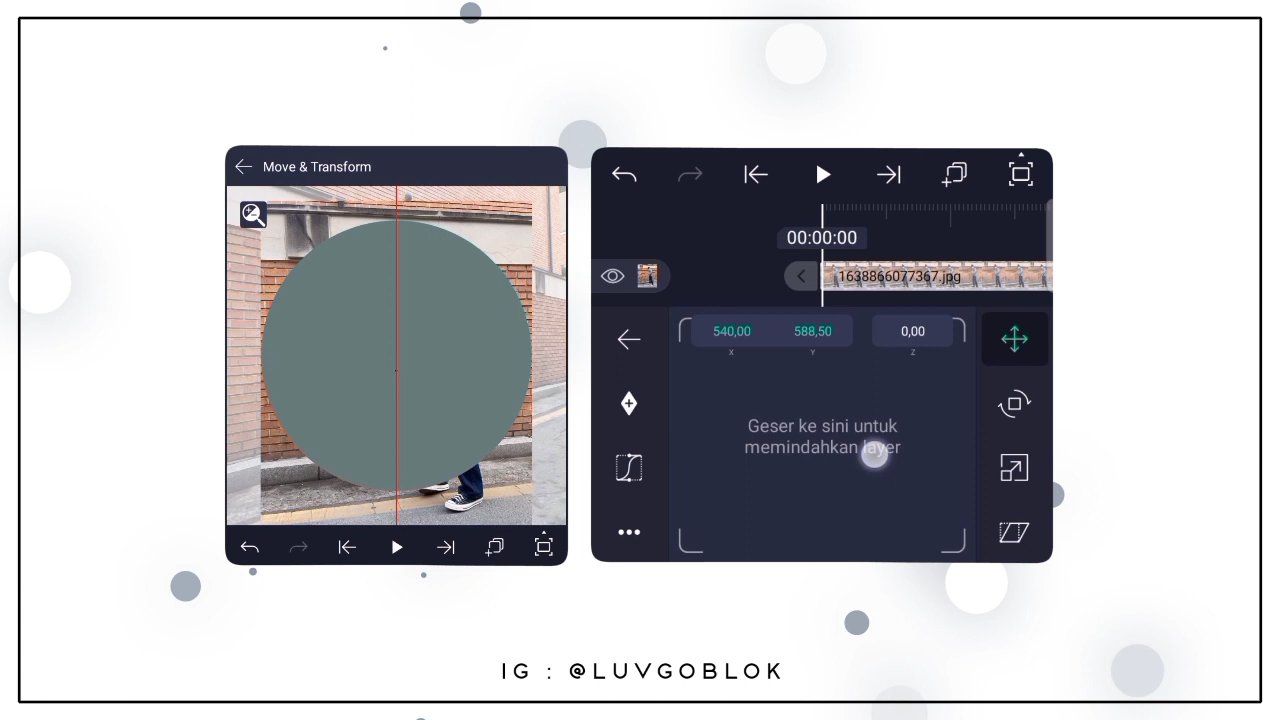 Move & Transform
00:00:00
1638866077367.jpg
540,00 588,50 0,00
X Y Z
Geser ke sini untuk
memindahkan layer
IG : @LUVGOBLOK